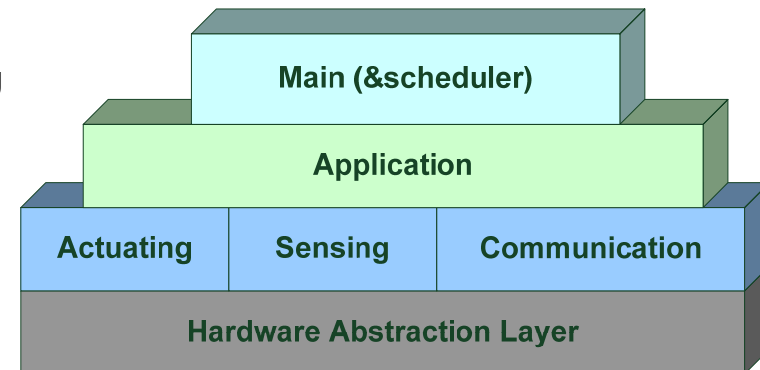 Main (&scheduler)
Application
Actuating Sensing Communication
Hardware Abstraction Layer